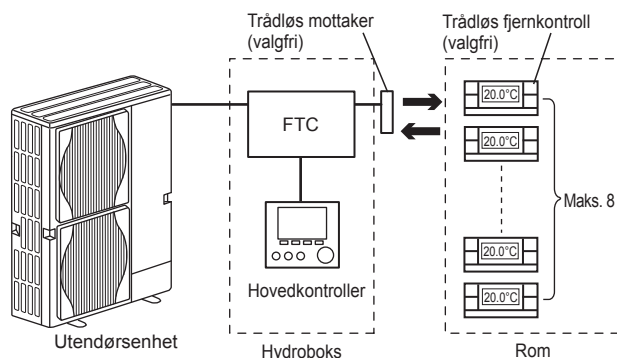 Trådløs mottaker
(valgfri)
Trådløs fjernkontroll
(valgfri)
FTC
20.0°C
20.0°C
Maks. 8
20.0°C
20.0°C
Hovedkontroller
Utendørsenhet
Hydroboks
Rom